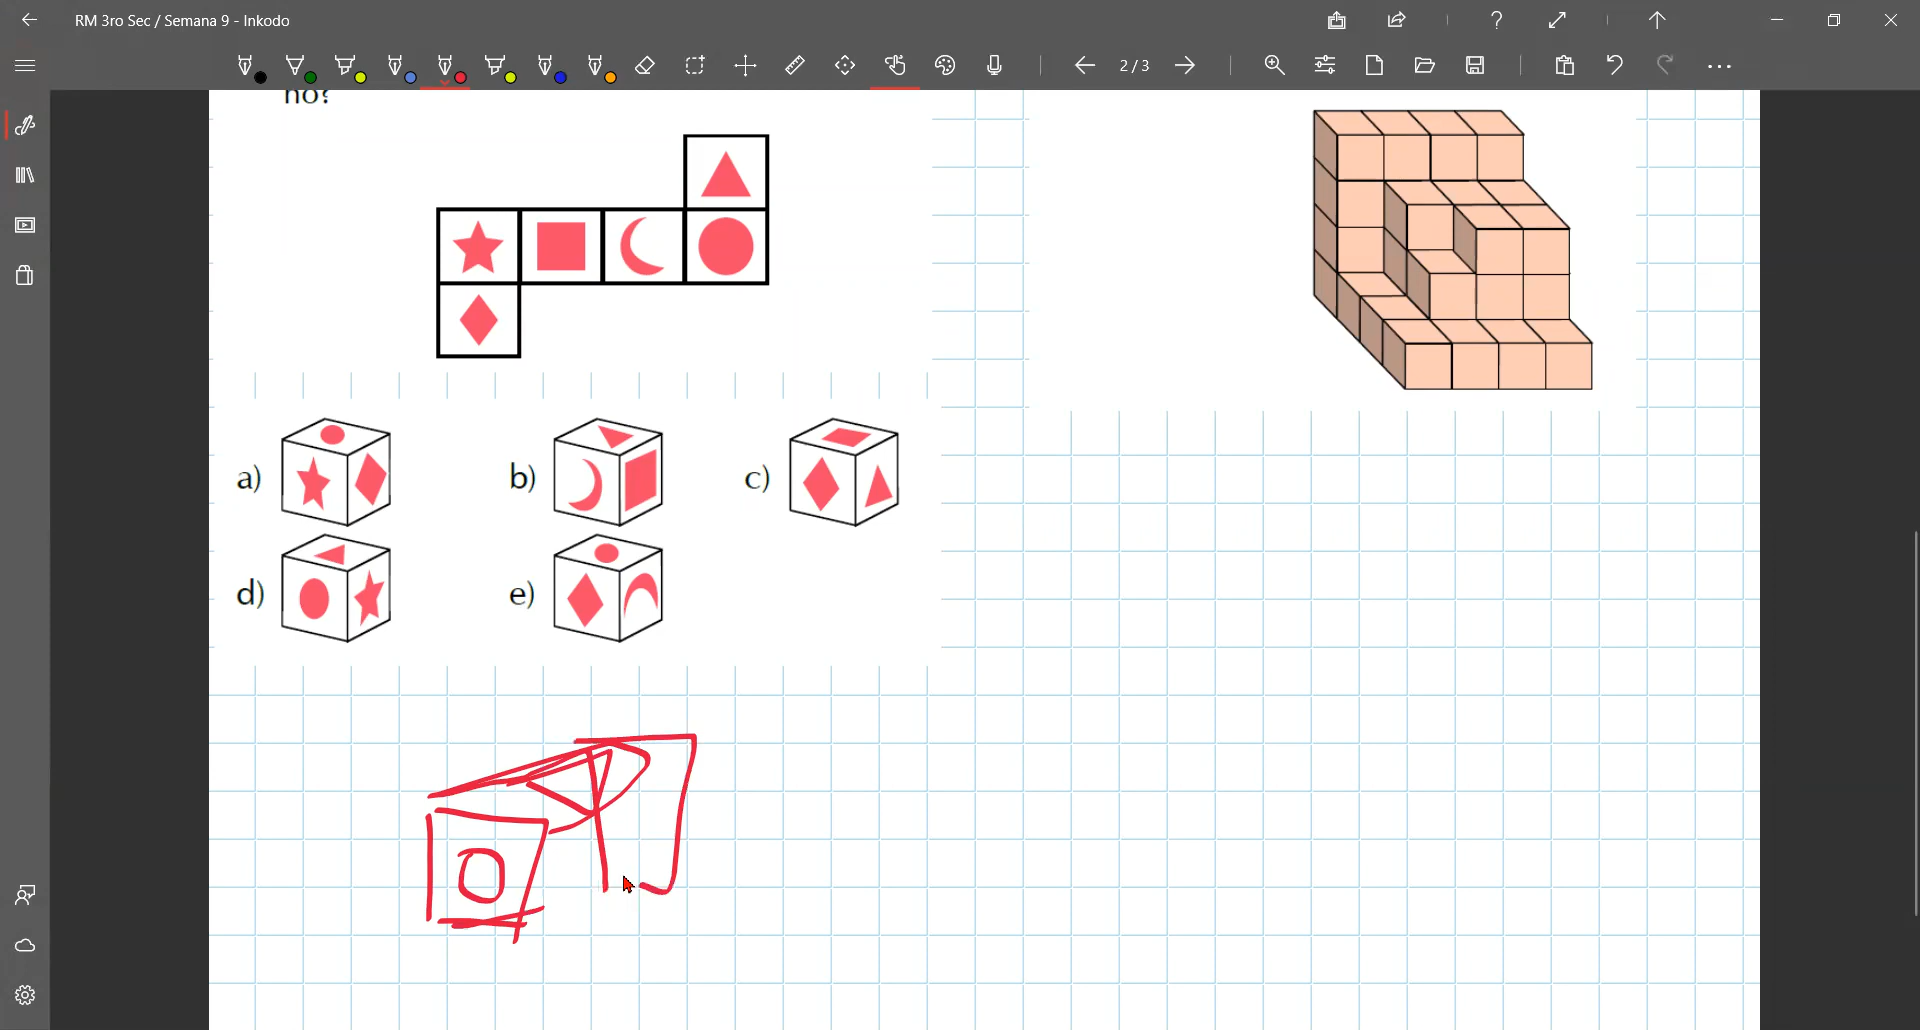 RM 3ro Sec / Semana 9 - Inkodo
2 / 3
no?
a)
b)
c)
d)
e)